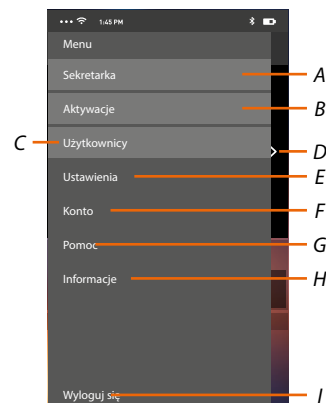 1:45 PM
Menu
Sekretarka
A
Aktywacje
B
C
Użytkownicy
D
Ustawienia
E
Konto
F
Pomoc
G
Informacje
H
Wyloguj się
I